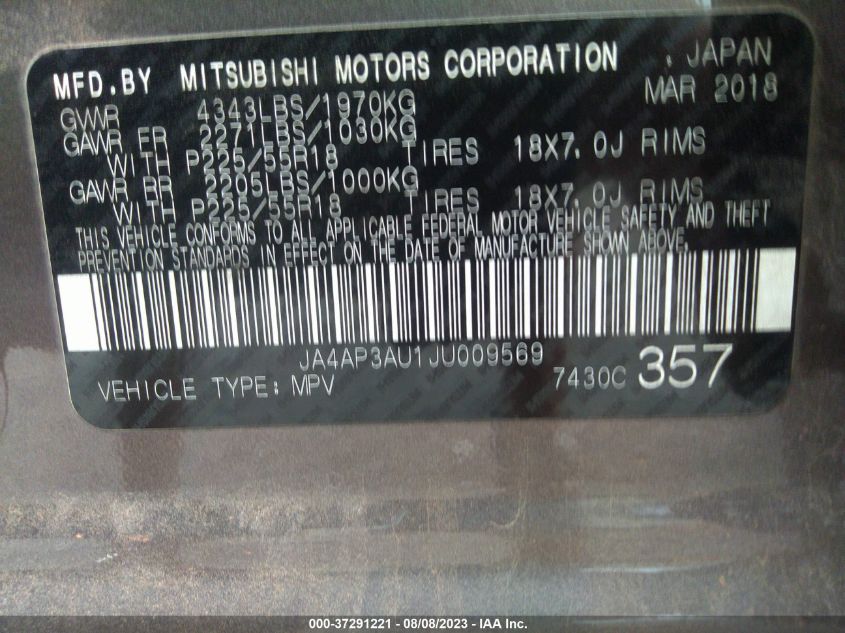 MFD.BY MITSUBISHI MOTORS CORPORATION : JAPAN
MAR 2018
GVWR 4343LBS/1970KG
GAWR FR 2271LBS/1030KG
WITH P225/55R18 TIRES 18X7.0J RIMS
GAWR RR 2205LBS/1000KG
WITH P225/55R18 TIRES 18X7.0J RIMS
THIS VEHICLE CONFORMS TO ALL APPLICABLE FEDERAL MOTOR VEHICLE SAFETY AND THEFT
PREVENTION STANDARDS IN EFFECT ON THE DATE OF MANUFACTURE SHOWN ABOVE.
JA4AP3AU1JU009569
VEHICLE TYPE: MPV 7430C 357
000-37291221 - 08/08/2023 - IAA Inc.